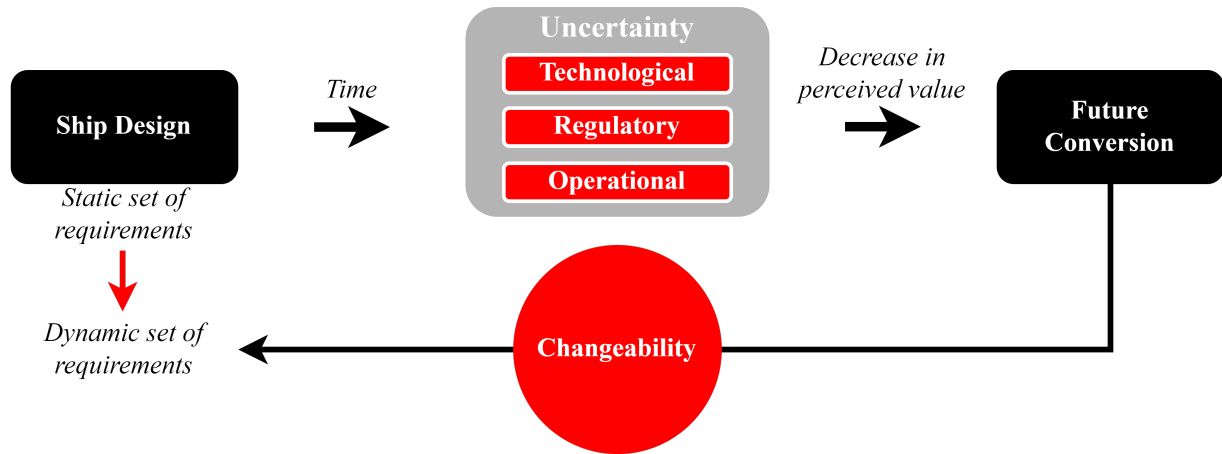 Ship Design
Static set of
requirements
Dynamic set of
requirements
Time
Uncertainty
Technological
Regulatory
Operational
Decrease in
perceived value
Future
Conversion
Changeability